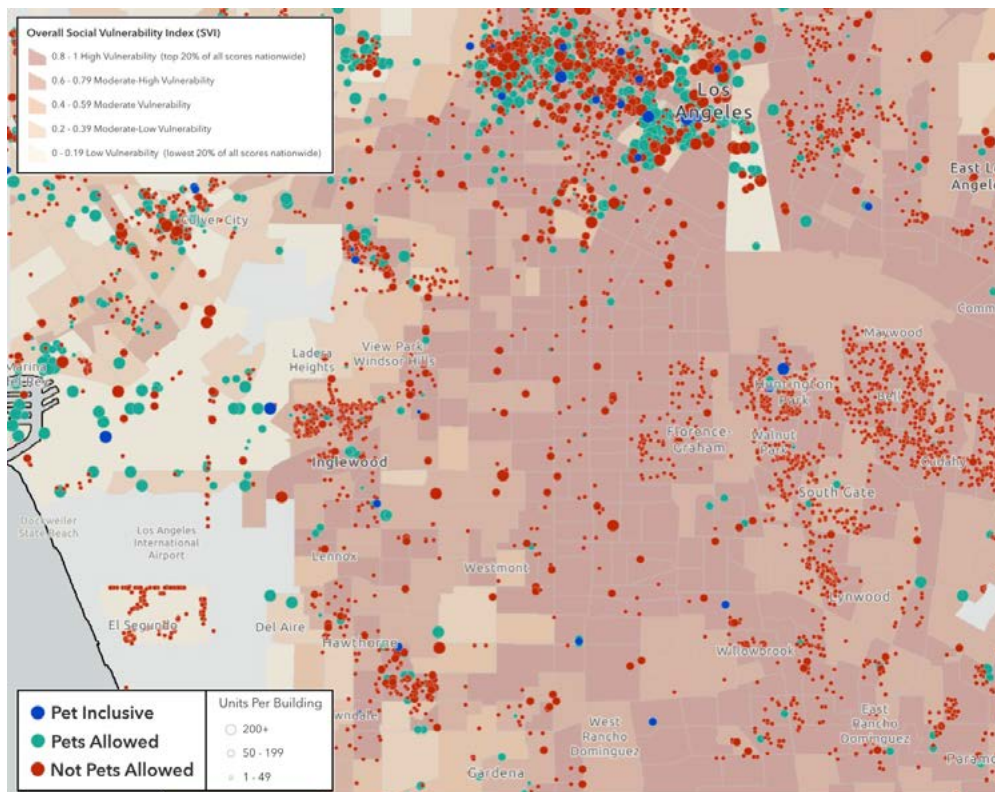 Overall Social Vulnerability Index (SVI)
0.8 - 1 High Vulnerability (top 20% of all scores nationwide)
0.6 - 0.79 Moderate-High Vulnerability
0.4 - 0.59 Moderate Vulnerability
0.2 - 0.39 Moderate-Low Vulnerability
0 - 0.19 Low Vulnerability (lowest 20% of all scores nationwide)
Los
Angeles
East L
Angele
Culver City
Comm
Marina
View Park
Windsor Hills
Ladera
Heights
Maywood
Huntington
Park
Bell
Florence-
Graham
Walnut
Park
Cudahy
Inglewood
South Gate
Dockweiler
State Beach
Los Angeles
International
Airport
Lennox
Westmont
Lynwood
El Segundo
Del Aire
Hawthorne
Willowbrook
wndale
West
Rancho
Dominguez
East
Rancho
Dominguez
Gardena
Paramo
Pet Inclusive
Pets Allowed
Not Pets Allowed
Units Per Building
200+
50 - 199
1 - 49